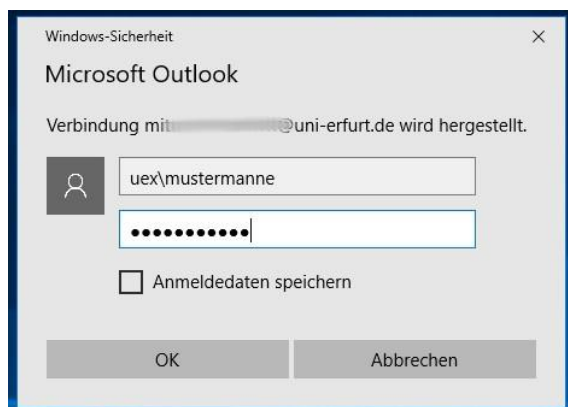 Windows-Sicherheit
Microsoft Outlook
Verbindung mit @uni-erfurt.de wird hergestellt.
uex\mustermanne
●●●●●●●●●●●
Anmeldedaten speichern
OK Abbrechen